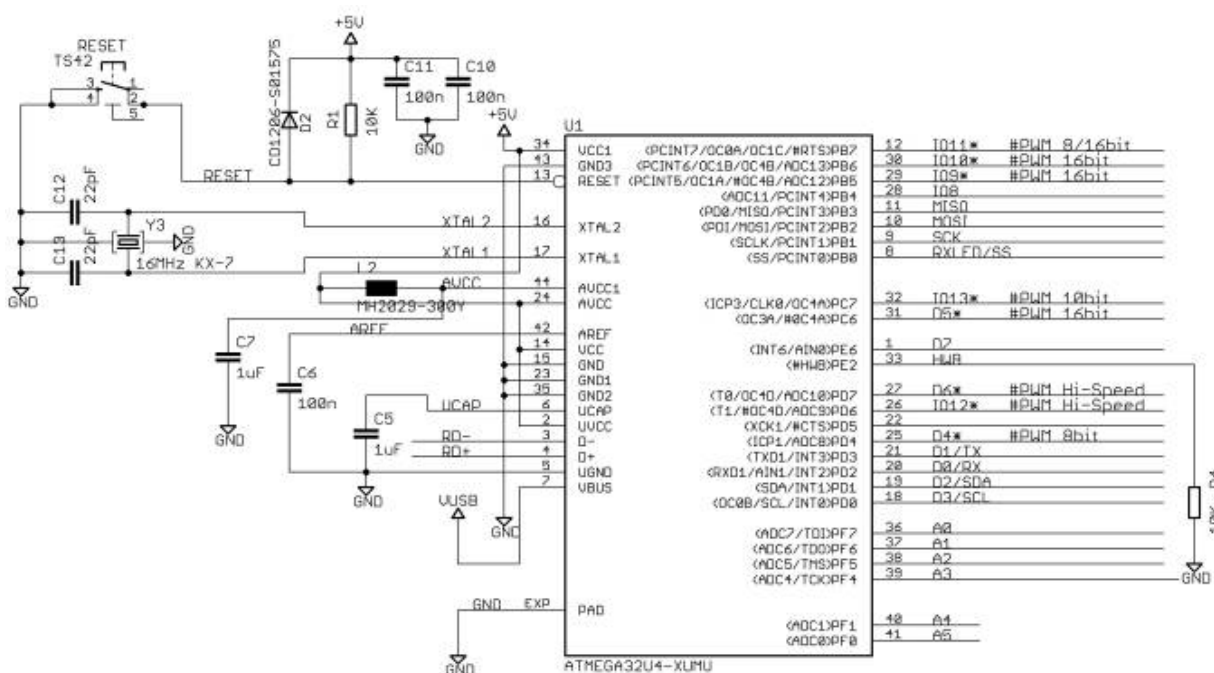 RESET
TS42
3
1
4
2
5
+5V
CD1206-S01575
D2
R1
10K
C11
100n
C10
100n
GND
+5V
RESET
C12
22pF
C13
22pF
Y3
GND
16MHz KX-7
GND
XTAL2
XTAL1
L2
AVCC
MH2029-300Y
AREF
C7
1uF
GND
C6
100n
C5
1uF
UCAP
RD-
RD+
GND
VUSB
GND
GND EXP
GND
U1
34 VCC1 (PCINT7/OC0A/OC1C/#RTS)PB7 12 IO11* #PWM 8/16bit
43 GND3 (PCINT6/OC1B/OC4B/ADC13)PB6 30 IO10* #PWM 16bit
13 RESET (PCINT5/OC1A/#OC4B/ADC12)PB5 29 IO9* #PWM 16bit
(ADC11/PCINT4)PB4 28 IO8
(PD0/MISO/PCINT3)PB3 11 MISO
16 XTAL2 (PDI/MOSI/PCINT2)PB2 10 MOSI
(SCLK/PCINT1)PB1 9 SCK
17 XTAL1 (SS/PCINT0)PB0 8 RXLED/SS
44 AVCC1
24 AVCC (ICP3/CLK0/OC4A)PC7 32 IO13* #PWM 10bit
(OC3A/#OC4A)PC6 31 D5* #PWM 16bit
42 AREF
14 VCC (INT6/AIN0)PE6 1 D7
15 GND (#HWB)PE2 33 HWB
23 GND1
35 GND2 (T0/OC4D/ADC10)PD7 27 D6* #PWM Hi-Speed
6 UCAP (T1/#OC4D/ADC9)PD6 26 IO12* #PWM Hi-Speed
2 UVCC (XCK1/#CTS)PD5 22
3 D- (ICP1/ADC8)PD4 25 D4* #PWM 8bit
4 D+ (TXD1/INT3)PD3 21 D1/TX
5 UGND (RXD1/AIN1/INT2)PD2 20 D0/RX
7 VBUS (SDA/INT1)PD1 19 D2/SDA
(OC0B/SCL/INT0)PD0 18 D3/SCL
(ADC7/TDI)PF7 36 A0
(ADC6/TDO)PF6 37 A1
(ADC5/TMS)PF5 38 A2
(ADC4/TCK)PF4 39 A3
PAD
(ADC1)PF1 40 A4
(ADC0)PF0 41 A5
ATMEGA32U4-XUMU
GND